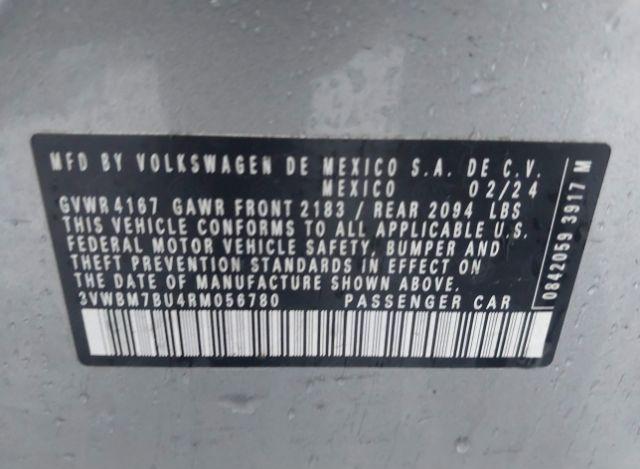 MFD BY VOLKSWAGEN DE MEXICO S.A. DE C.V.
MEXICO 02/24
GVWR 4167 GAWR FRONT 2183 / REAR 2094 LBS
THIS VEHICLE CONFORMS TO ALL APPLICABLE U.S.
FEDERAL MOTOR VEHICLE SAFETY, BUMPER AND
THEFT PREVENTION STANDARDS IN EFFECT ON
THE DATE OF MANUFACTURE SHOWN ABOVE.
3VWBM7BU4RM056780 PASSENGER CAR
0842059 3917 M